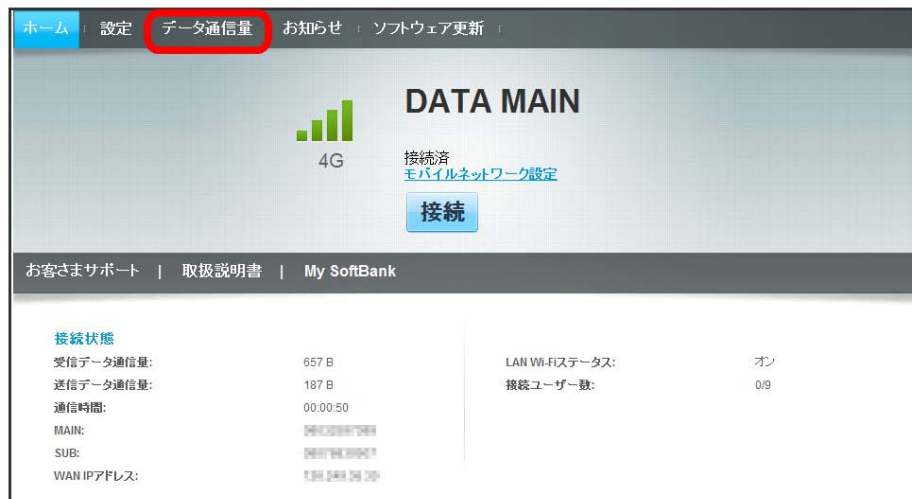 ホーム 設定 データ通信量 お知らせ ソフトウェア更新
DATA MAIN
4G
接続済
モバイルネットワーク設定
接続
お客さまサポート | 取扱説明書 | My SoftBank
接続状態
受信データ通信量: 657 B LAN Wi-Fiステータス: オン
送信データ通信量: 187 B 接続ユーザー数: 0/9
通信時間: 00:00:50
MAIN:
SUB:
WAN IPアドレス: